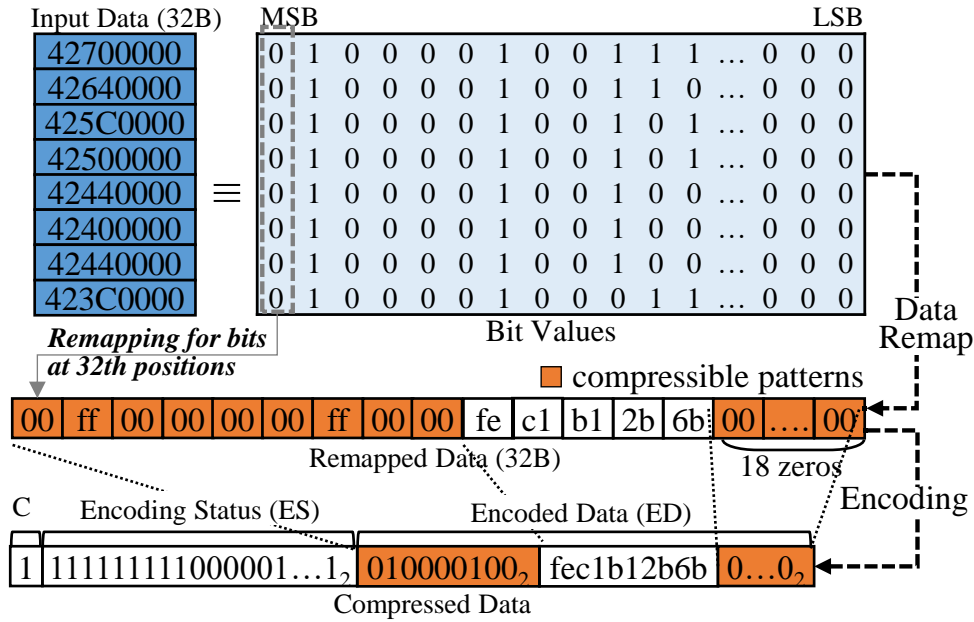 Input Data (32B) MSB LSB
42700000 0 1 0 0 0 0 1 0 0 1 1 1 … 0 0 0
42640000 0 1 0 0 0 0 1 0 0 1 1 0 … 0 0 0
425C0000 0 1 0 0 0 0 1 0 0 1 0 1 … 0 0 0
42500000 0 1 0 0 0 0 1 0 0 1 0 1 … 0 0 0
42440000 ≡ 0 1 0 0 0 0 1 0 0 1 0 0 … 0 0 0
42400000 0 1 0 0 0 0 1 0 0 1 0 0 … 0 0 0
42440000 0 1 0 0 0 0 1 0 0 1 0 0 … 0 0 0
423C0000 0 1 0 0 0 0 1 0 0 0 1 1 … 0 0 0
Bit Values
Data
Remap
Remapping for bits
at 32th positions
compressible patterns
00 ff 00 00 00 00 ff 00 00 fe c1 b1 2b 6b 00 …. 00
Remapped Data (32B) 18 zeros
Encoding
C Encoding Status (ES) Encoded Data (ED)
1 111111111000001…1₂ 010000100₂ fec1b12b6b 0…0₂
Compressed Data